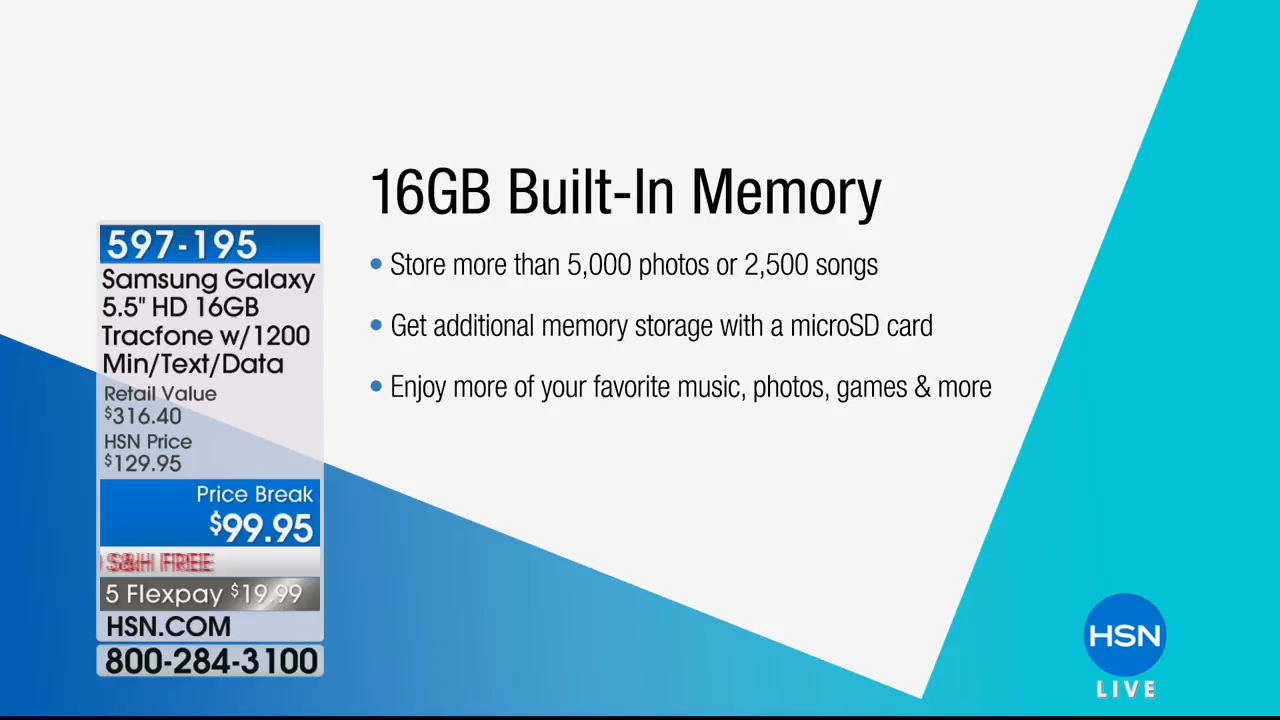 16GB Built-In Memory
• Store more than 5,000 photos or 2,500 songs
• Get additional memory storage with a microSD card
• Enjoy more of your favorite music, photos, games & more
597-195
Samsung Galaxy
5.5" HD 16GB
Tracfone w/1200
Min/Text/Data
Retail Value
$316.40
HSN Price
$129.95
Price Break
$99.95
S&H FREE
5 Flexpay $19.99
HSN.COM
800-284-3100
HSN
LIVE